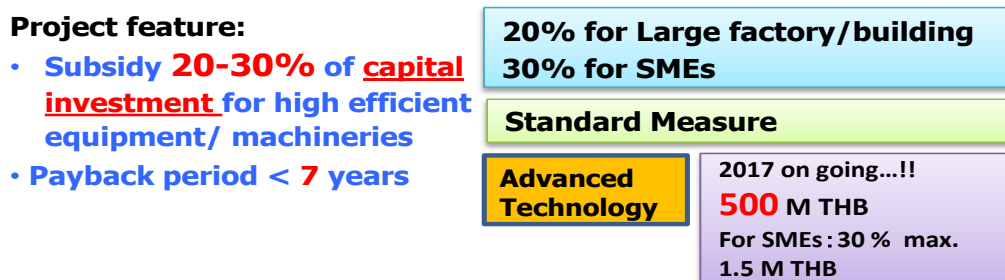 Project feature:
• Subsidy 20-30% of capital
investment for high efficient
equipment/ machineries
• Payback period < 7 years
20% for Large factory/building
30% for SMEs
Standard Measure
Advanced
Technology
2017 on going...!!
500 M THB
For SMEs : 30 % max.
1.5 M THB